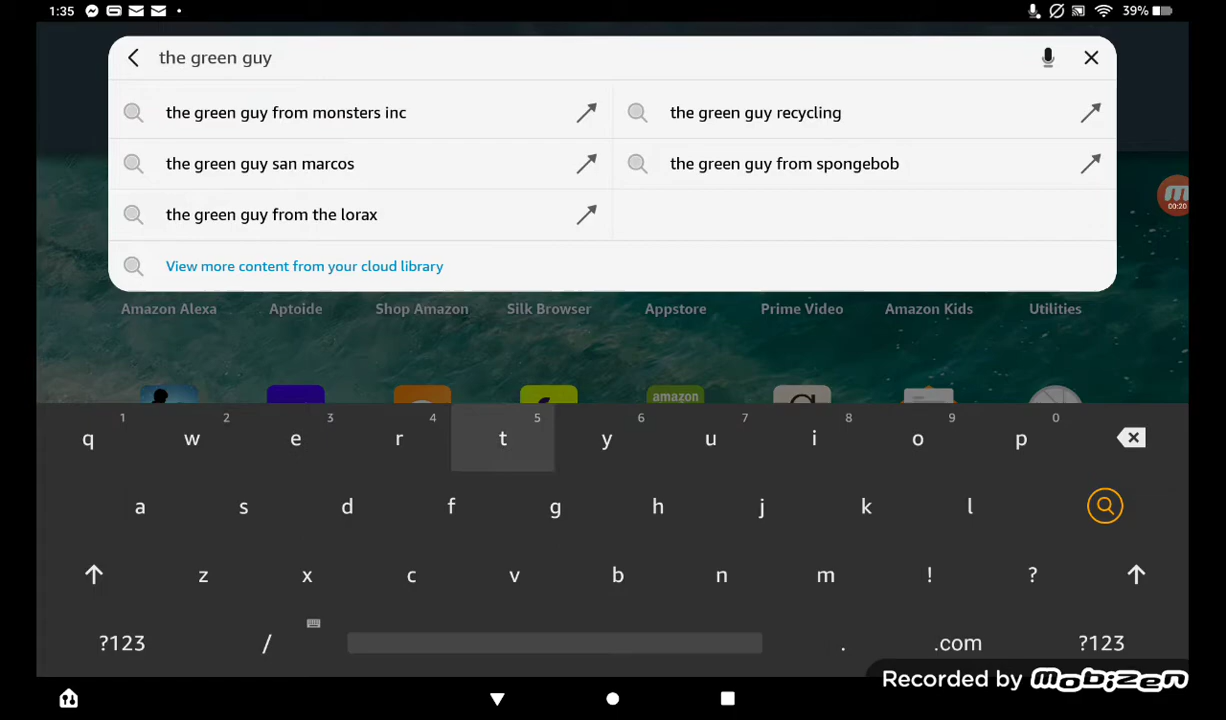 1:35
39%
the green guy
the green guy from monsters inc
the green guy recycling
the green guy san marcos
the green guy from spongebob
the green guy from the lorax
View more content from your cloud library
00:20
Amazon Alexa Aptoide Shop Amazon Silk Browser Appstore Prime Video Amazon Kids Utilities
amazon
1 2 3 4 5 6 7 8 9 0
q w e r t y u i o p
a s d f g h j k l
z x c v b n m ! ?
?123 / . .com ?123
Recorded by mobizen